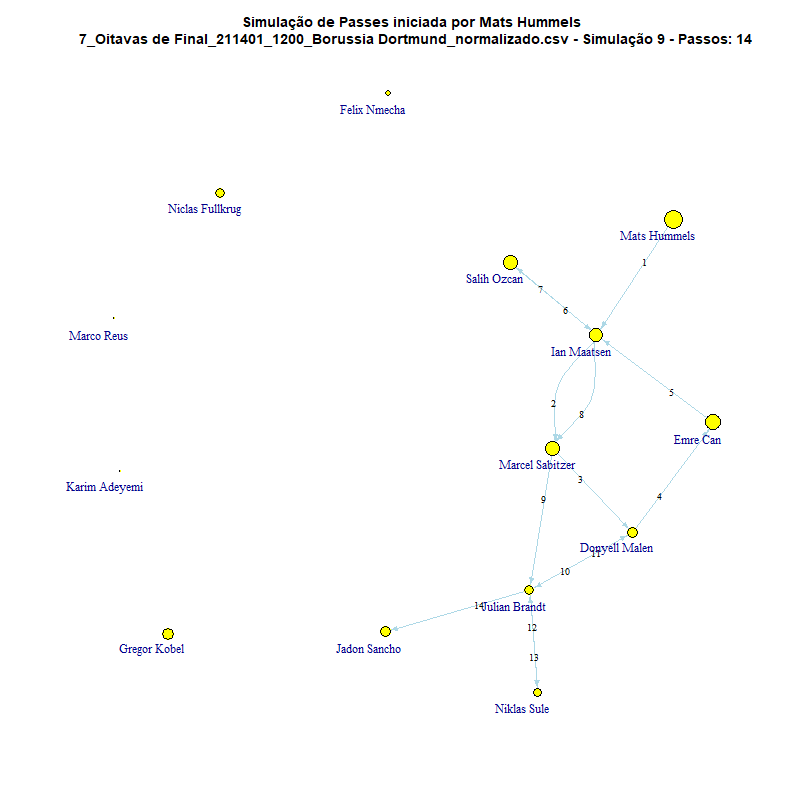 Simulação de Passes iniciada por Mats Hummels
7_Oitavas de Final_211401_1200_Borussia Dortmund_normalizado.csv - Simulação 9 - Passos: 14
Felix Nmecha
Niclas Fullkrug
Mats Hummels
1
Salih Ozcan
7
6
Marco Reus
Ian Maatsen
5
2
8
Emre Can
Marcel Sabitzer
3
Karim Adeyemi
4
9
Donyell Malen
11
10
14
Julian Brandt
12
Gregor Kobel
Jadon Sancho
13
Niklas Sule